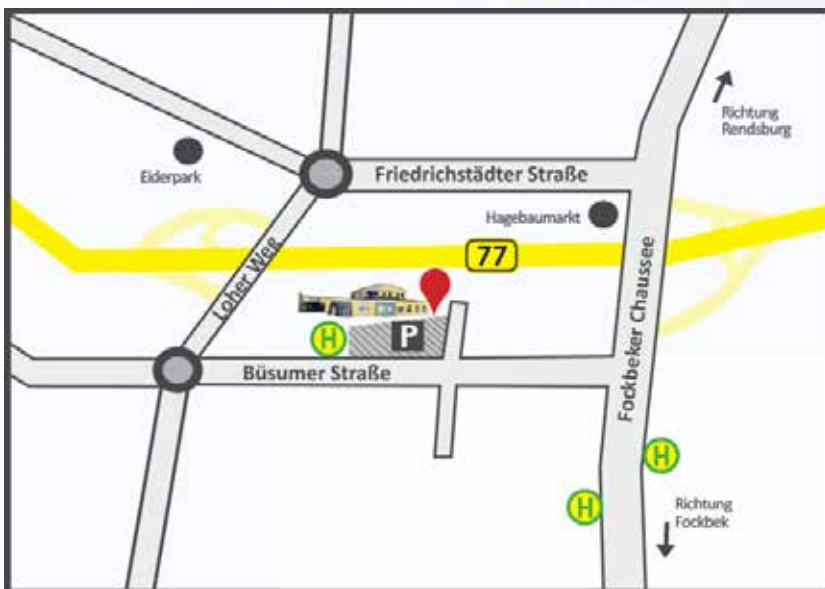 Richtung
Rendsburg
Eiderpark
Friedrichstädter Straße
Hagebaumarkt
77
Loher Weg
Fockbeker Chaussee
H
P
Büsumer Straße
H
H
Richtung
Fockbek